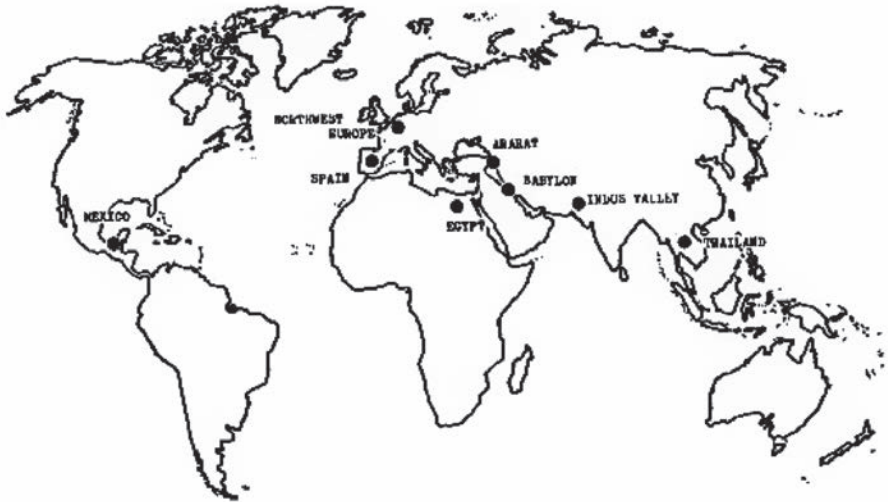 NORTHWEST
EUROPE
ARARAT
SPAIN
BABYLON
INDUS VALLEY
MEXICO
EGYPT
THAILAND